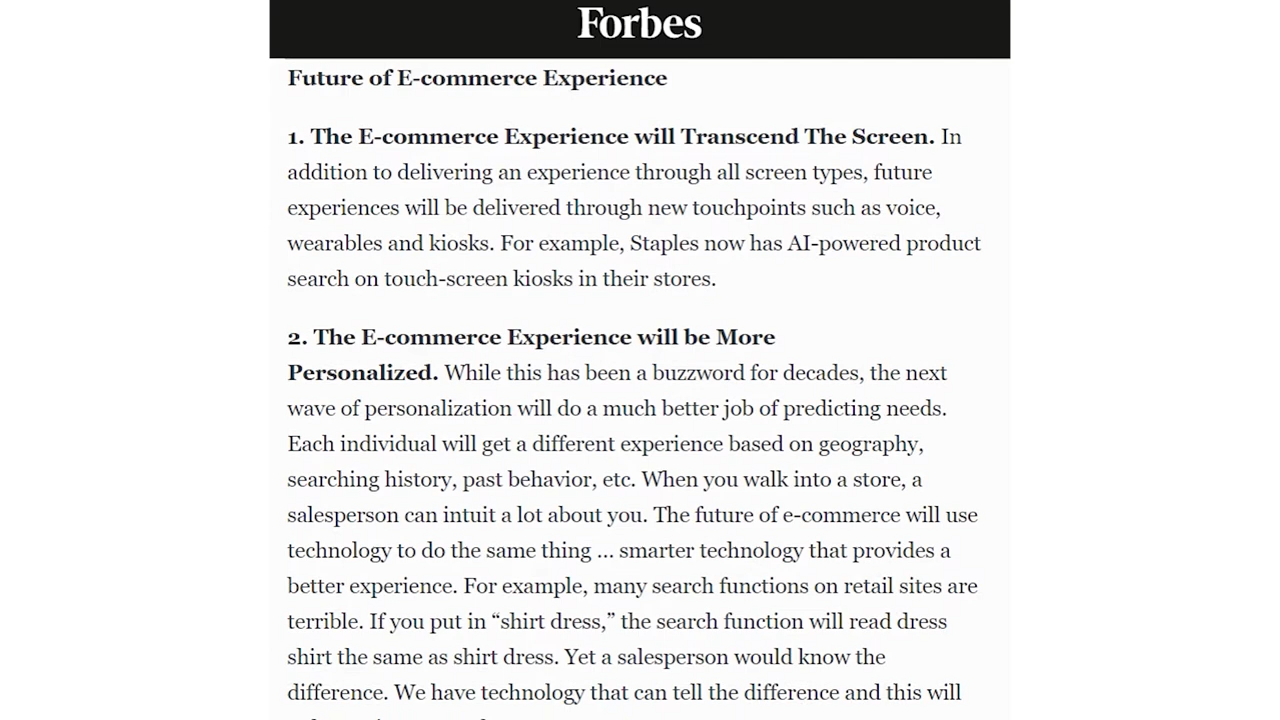 Forbes
Future of E-commerce Experience
1. The E-commerce Experience will Transcend The Screen. In
addition to delivering an experience through all screen types, future
experiences will be delivered through new touchpoints such as voice,
wearables and kiosks. For example, Staples now has AI-powered product
search on touch-screen kiosks in their stores.
2. The E-commerce Experience will be More
Personalized. While this has been a buzzword for decades, the next
wave of personalization will do a much better job of predicting needs.
Each individual will get a different experience based on geography,
searching history, past behavior, etc. When you walk into a store, a
salesperson can intuit a lot about you. The future of e-commerce will use
technology to do the same thing ... smarter technology that provides a
better experience. For example, many search functions on retail sites are
terrible. If you put in “shirt dress,” the search function will read dress
shirt the same as shirt dress. Yet a salesperson would know the
difference. We have technology that can tell the difference and this will